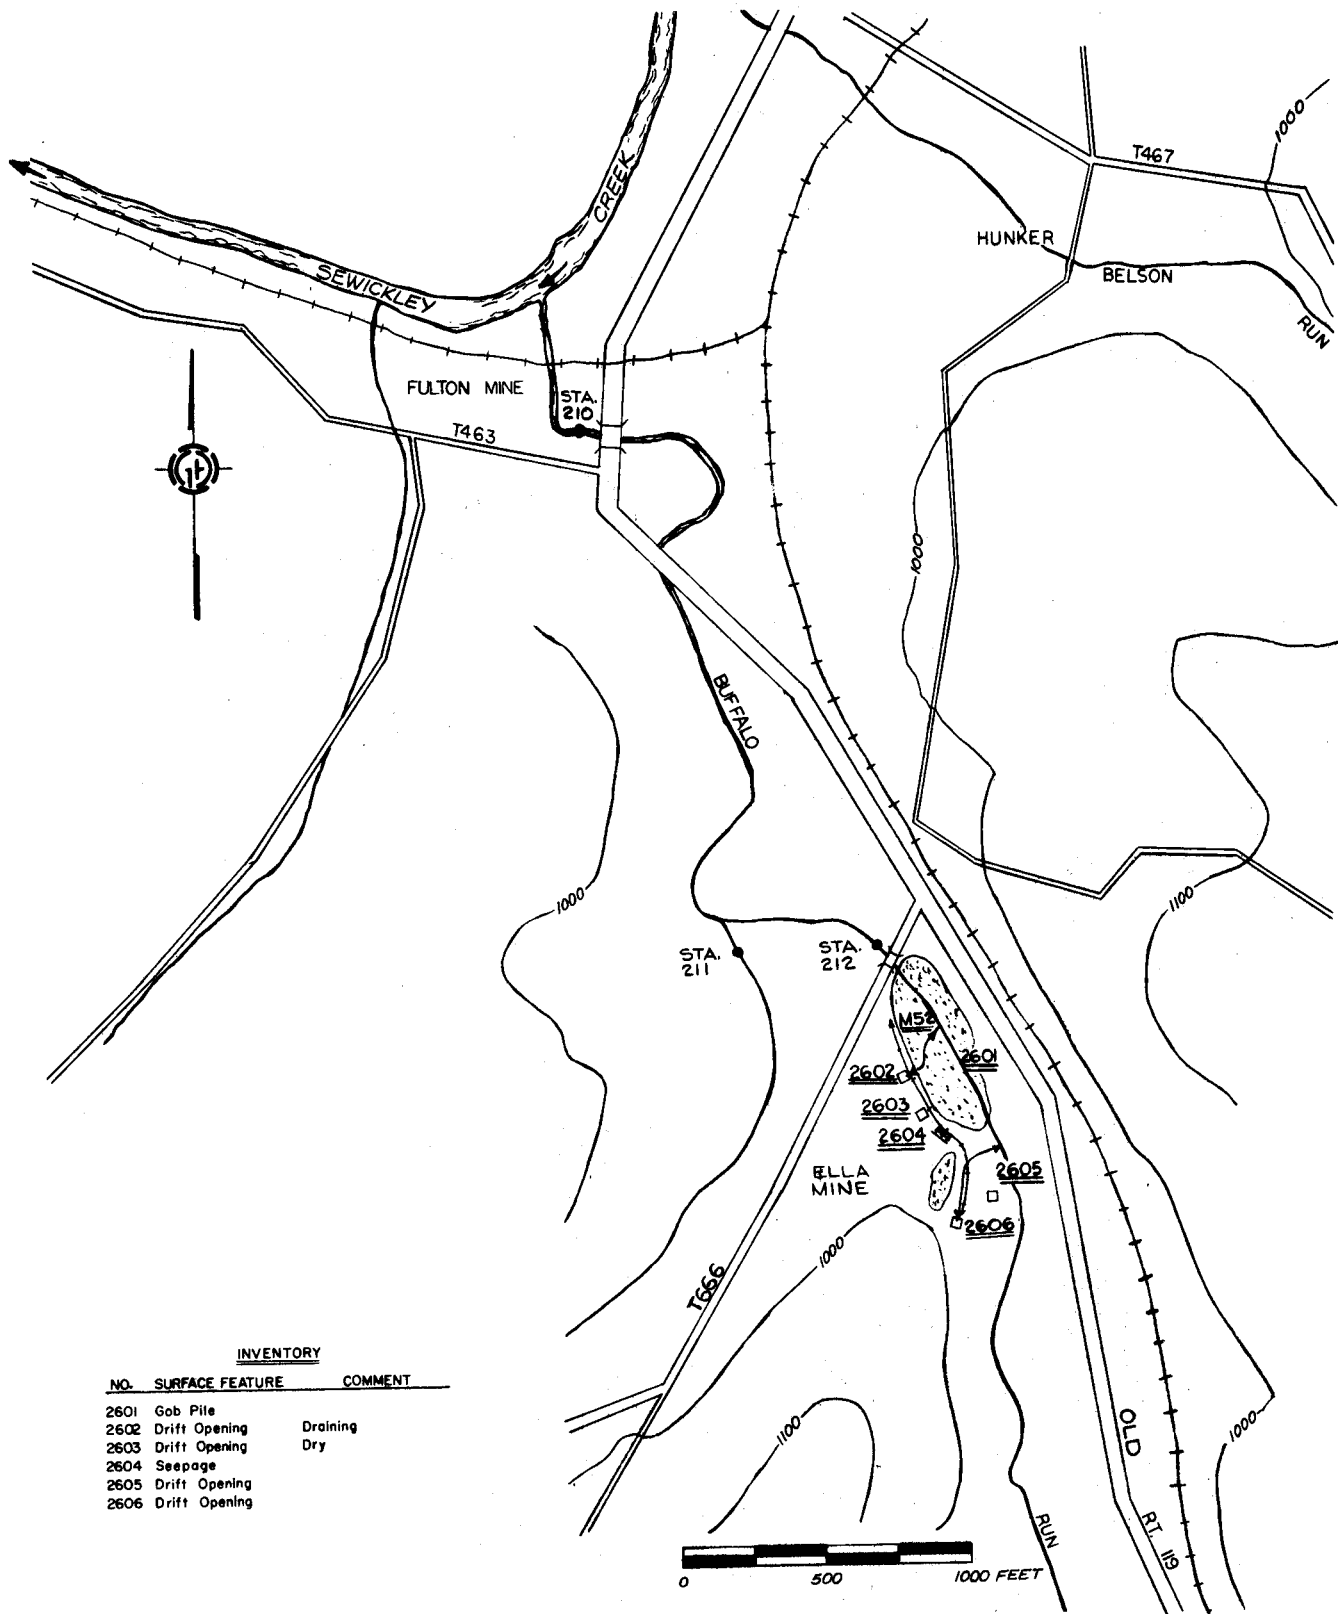 1000
T467
CREEK
HUNKER
BELSON
SEWICKLEY
RUN
FULTON MINE
STA.
210
T463
1000
BUFFALO
1000
1100
STA.
211
STA.
212
M52
2601
2602
2603
2604
2605
ELLA
MINE
2606
1000
T666
INVENTORY
NO. SURFACE FEATURE COMMENT
2601 Gob Pile
2602 Drift Opening Draining
2603 Drift Opening Dry
2604 Seepage
2605 Drift Opening
2606 Drift Opening
1100
OLD
1000
RT. 119
RUN
0 500 1000 FEET